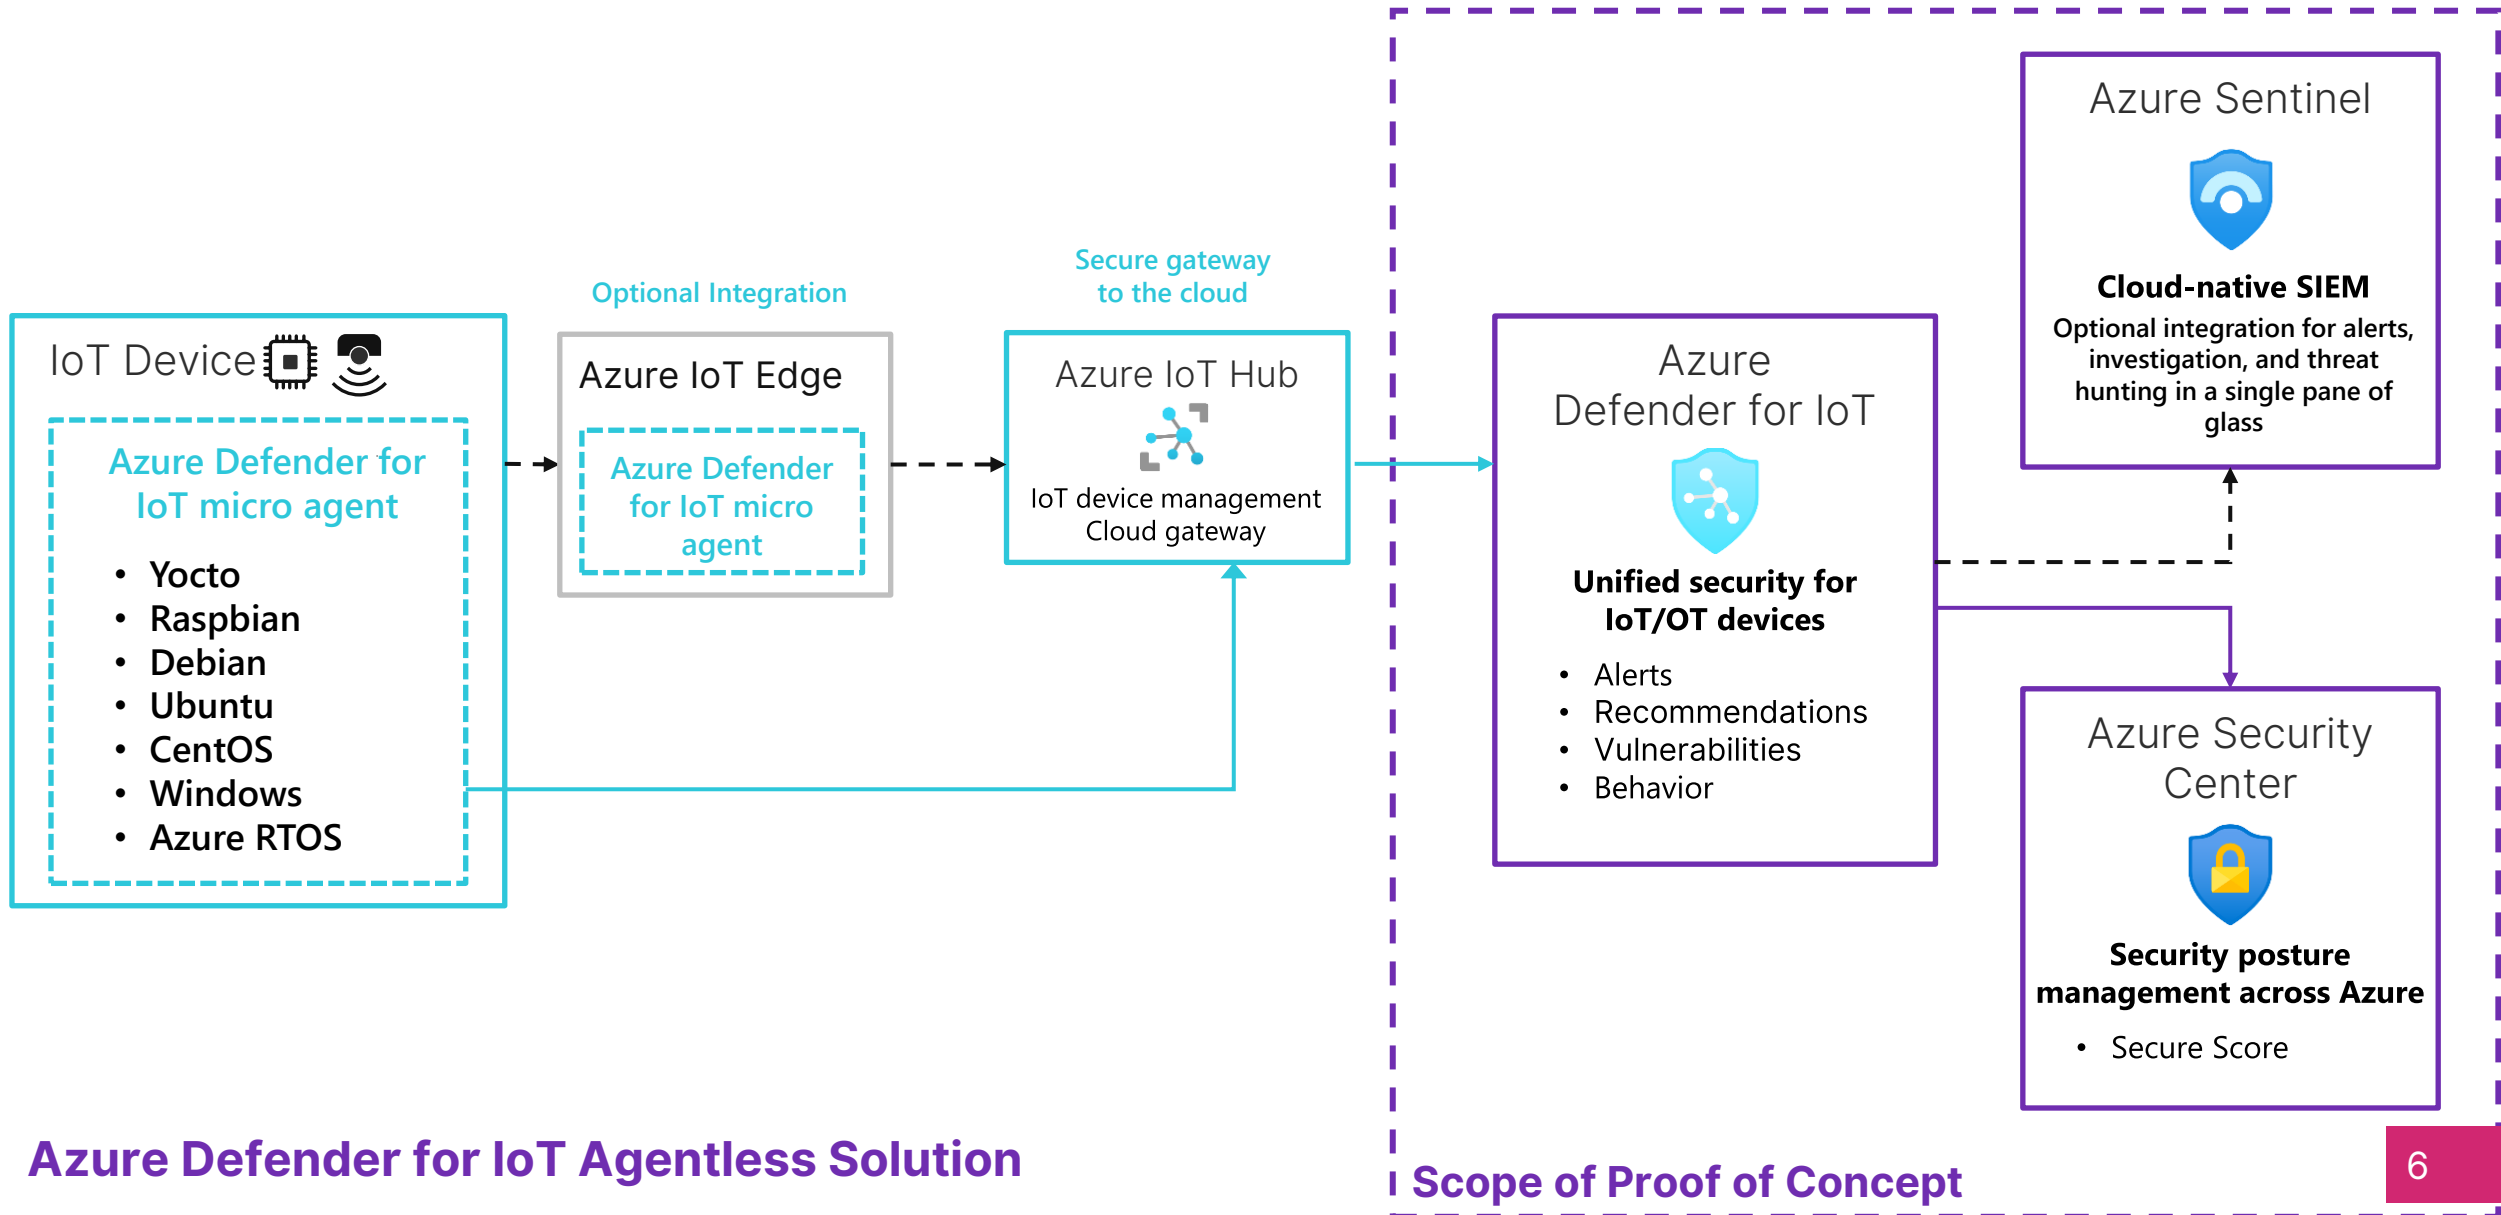 IoT Device
Azure Defender for
IoT micro agent
• Yocto
• Raspbian
• Debian
• Ubuntu
• CentOS
• Windows
• Azure RTOS
Optional Integration
Azure IoT Edge
Azure Defender
for IoT micro
agent
Secure gateway
to the cloud
Azure IoT Hub
IoT device management
Cloud gateway
Azure
Defender for IoT
Unified security for
IoT/OT devices
• Alerts
• Recommendations
• Vulnerabilities
• Behavior
Azure Sentinel
Cloud-native SIEM
Optional integration for alerts,
investigation, and threat
hunting in a single pane of
glass
Azure Security
Center
Security posture
management across Azure
• Secure Score
Azure Defender for IoT Agentless Solution
Scope of Proof of Concept
6